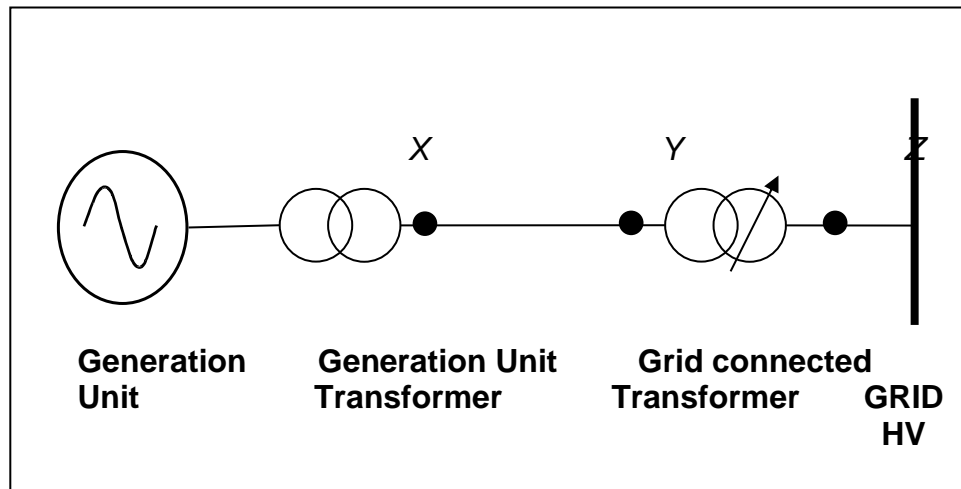 X Y Z
Generation Generation Unit Grid connected
Unit Transformer Transformer GRID
HV